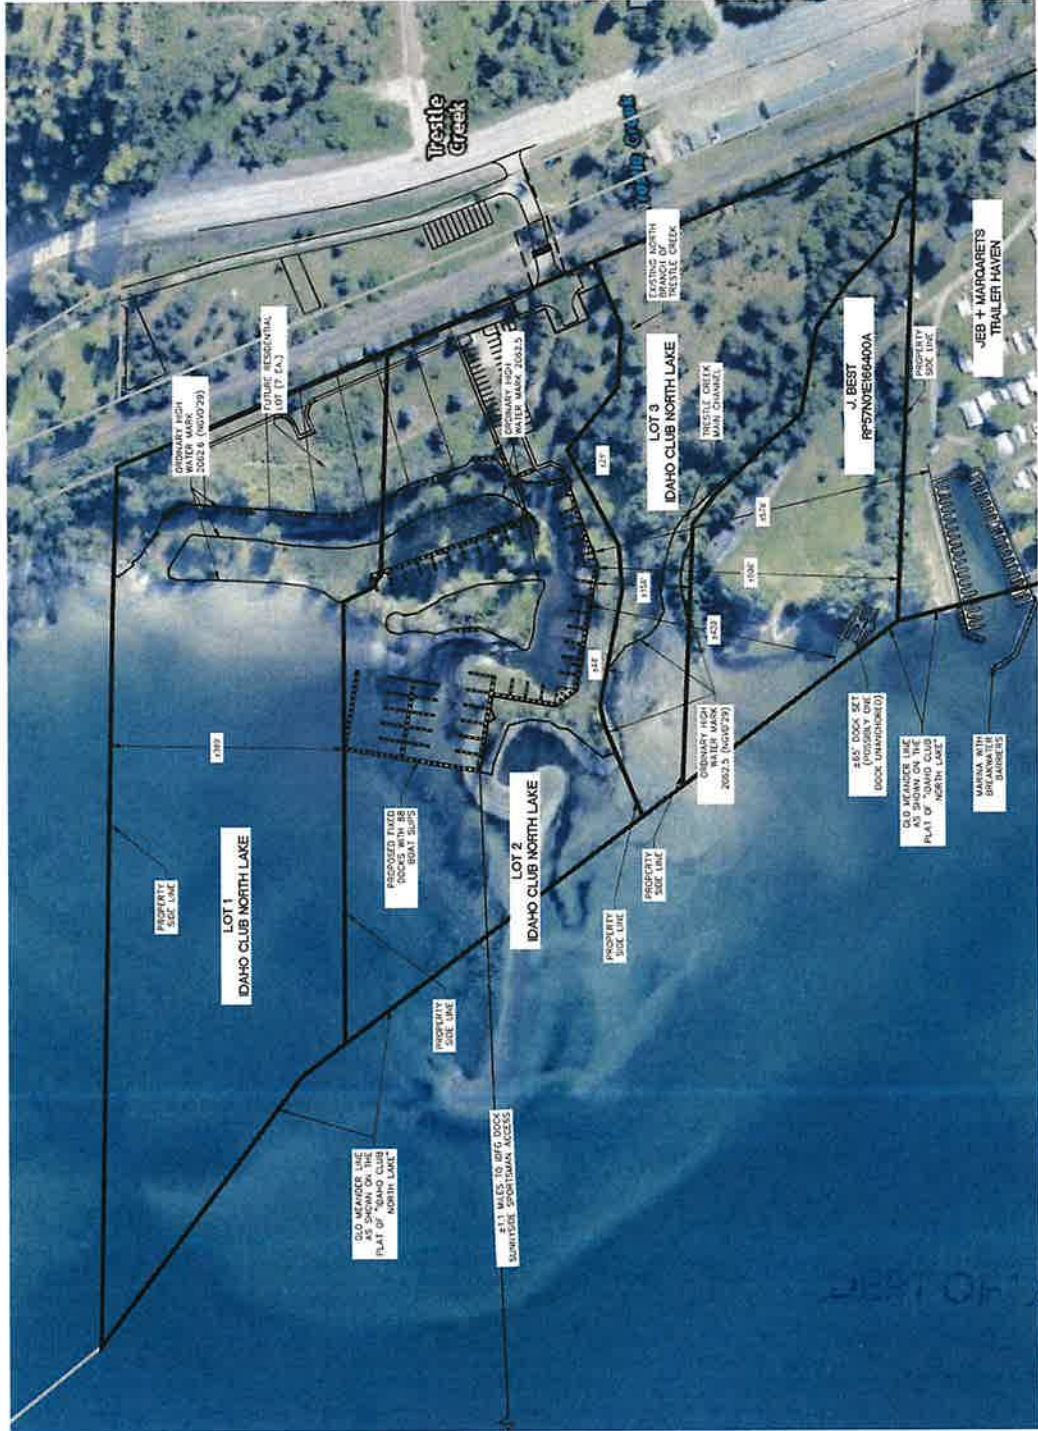 Trestle
Creek
ORDINARY HIGH
WATER MARK
2062.6 (NGVD'29)
FUTURE RESIDENTIAL
LOT (7 EA.)
ORDINARY HIGH
WATER MARK 2062.5
EXISTING NORTH
BRANCH OF
TRESTLE CREEK
LOT 3
IDAHO CLUB NORTH LAKE
TRESTLE CREEK
MAIN CHANNEL
J. BEST
RP57N01E166400A
PROPERTY
SIDE LINE
JEB + MARGARETS
TRAILER HAVEN
PROPERTY
SIDE LINE
LOT 1
IDAHO CLUB NORTH LAKE
PROPOSED FIXED
DOCKS WITH 88
BOAT SLIPS
LOT 2
IDAHO CLUB NORTH LAKE
ORDINARY HIGH
WATER MARK
2062.5 (NGVD'29)
±65' DOCK SET
(POSSIBLY ONE
DOCK UNANCHORED)
GLO MEANDER LINE
AS SHOWN ON THE
PLAT OF "IDAHO CLUB
NORTH LAKE"
MARINA WITH
BREAKWATER
BARRIERS
PROPERTY
SIDE LINE
PROPERTY
SIDE LINE
PROPERTY
SIDE LINE
GLO MEANDER LINE
AS SHOWN ON THE
PLAT OF "IDAHO CLUB
NORTH LAKE"
±1.1 MILES TO IDFG DOCK
SUNNYSIDE SPORTSMAN ACCESS